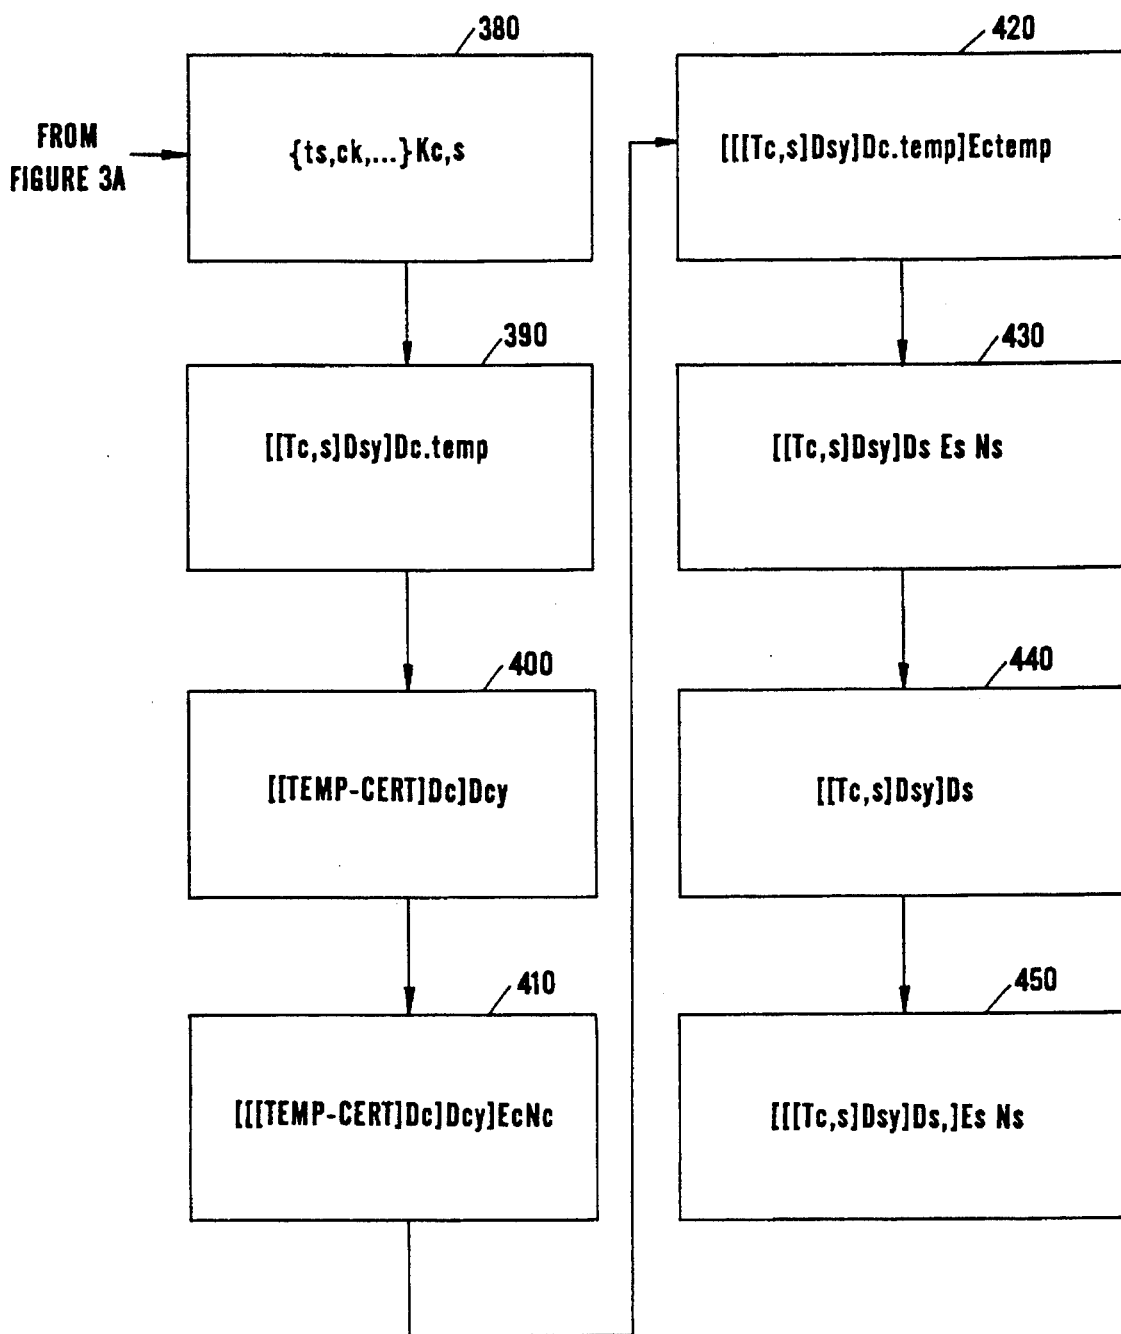 380
FROM
FIGURE 3A
{ts,ck,...}Kc,s
390
[[Tc,s]Dsy]Dc.temp
400
[[TEMP-CERT]Dc]Dcy
410
[[[TEMP-CERT]Dc]Dcy]EcNc
420
[[[Tc,s]Dsy]Dc.temp]Ectemp
430
[[Tc,s]Dsy]Ds Es Ns
440
[[Tc,s]Dsy]Ds
450
[[[Tc,s]Dsy]Ds,]Es Ns